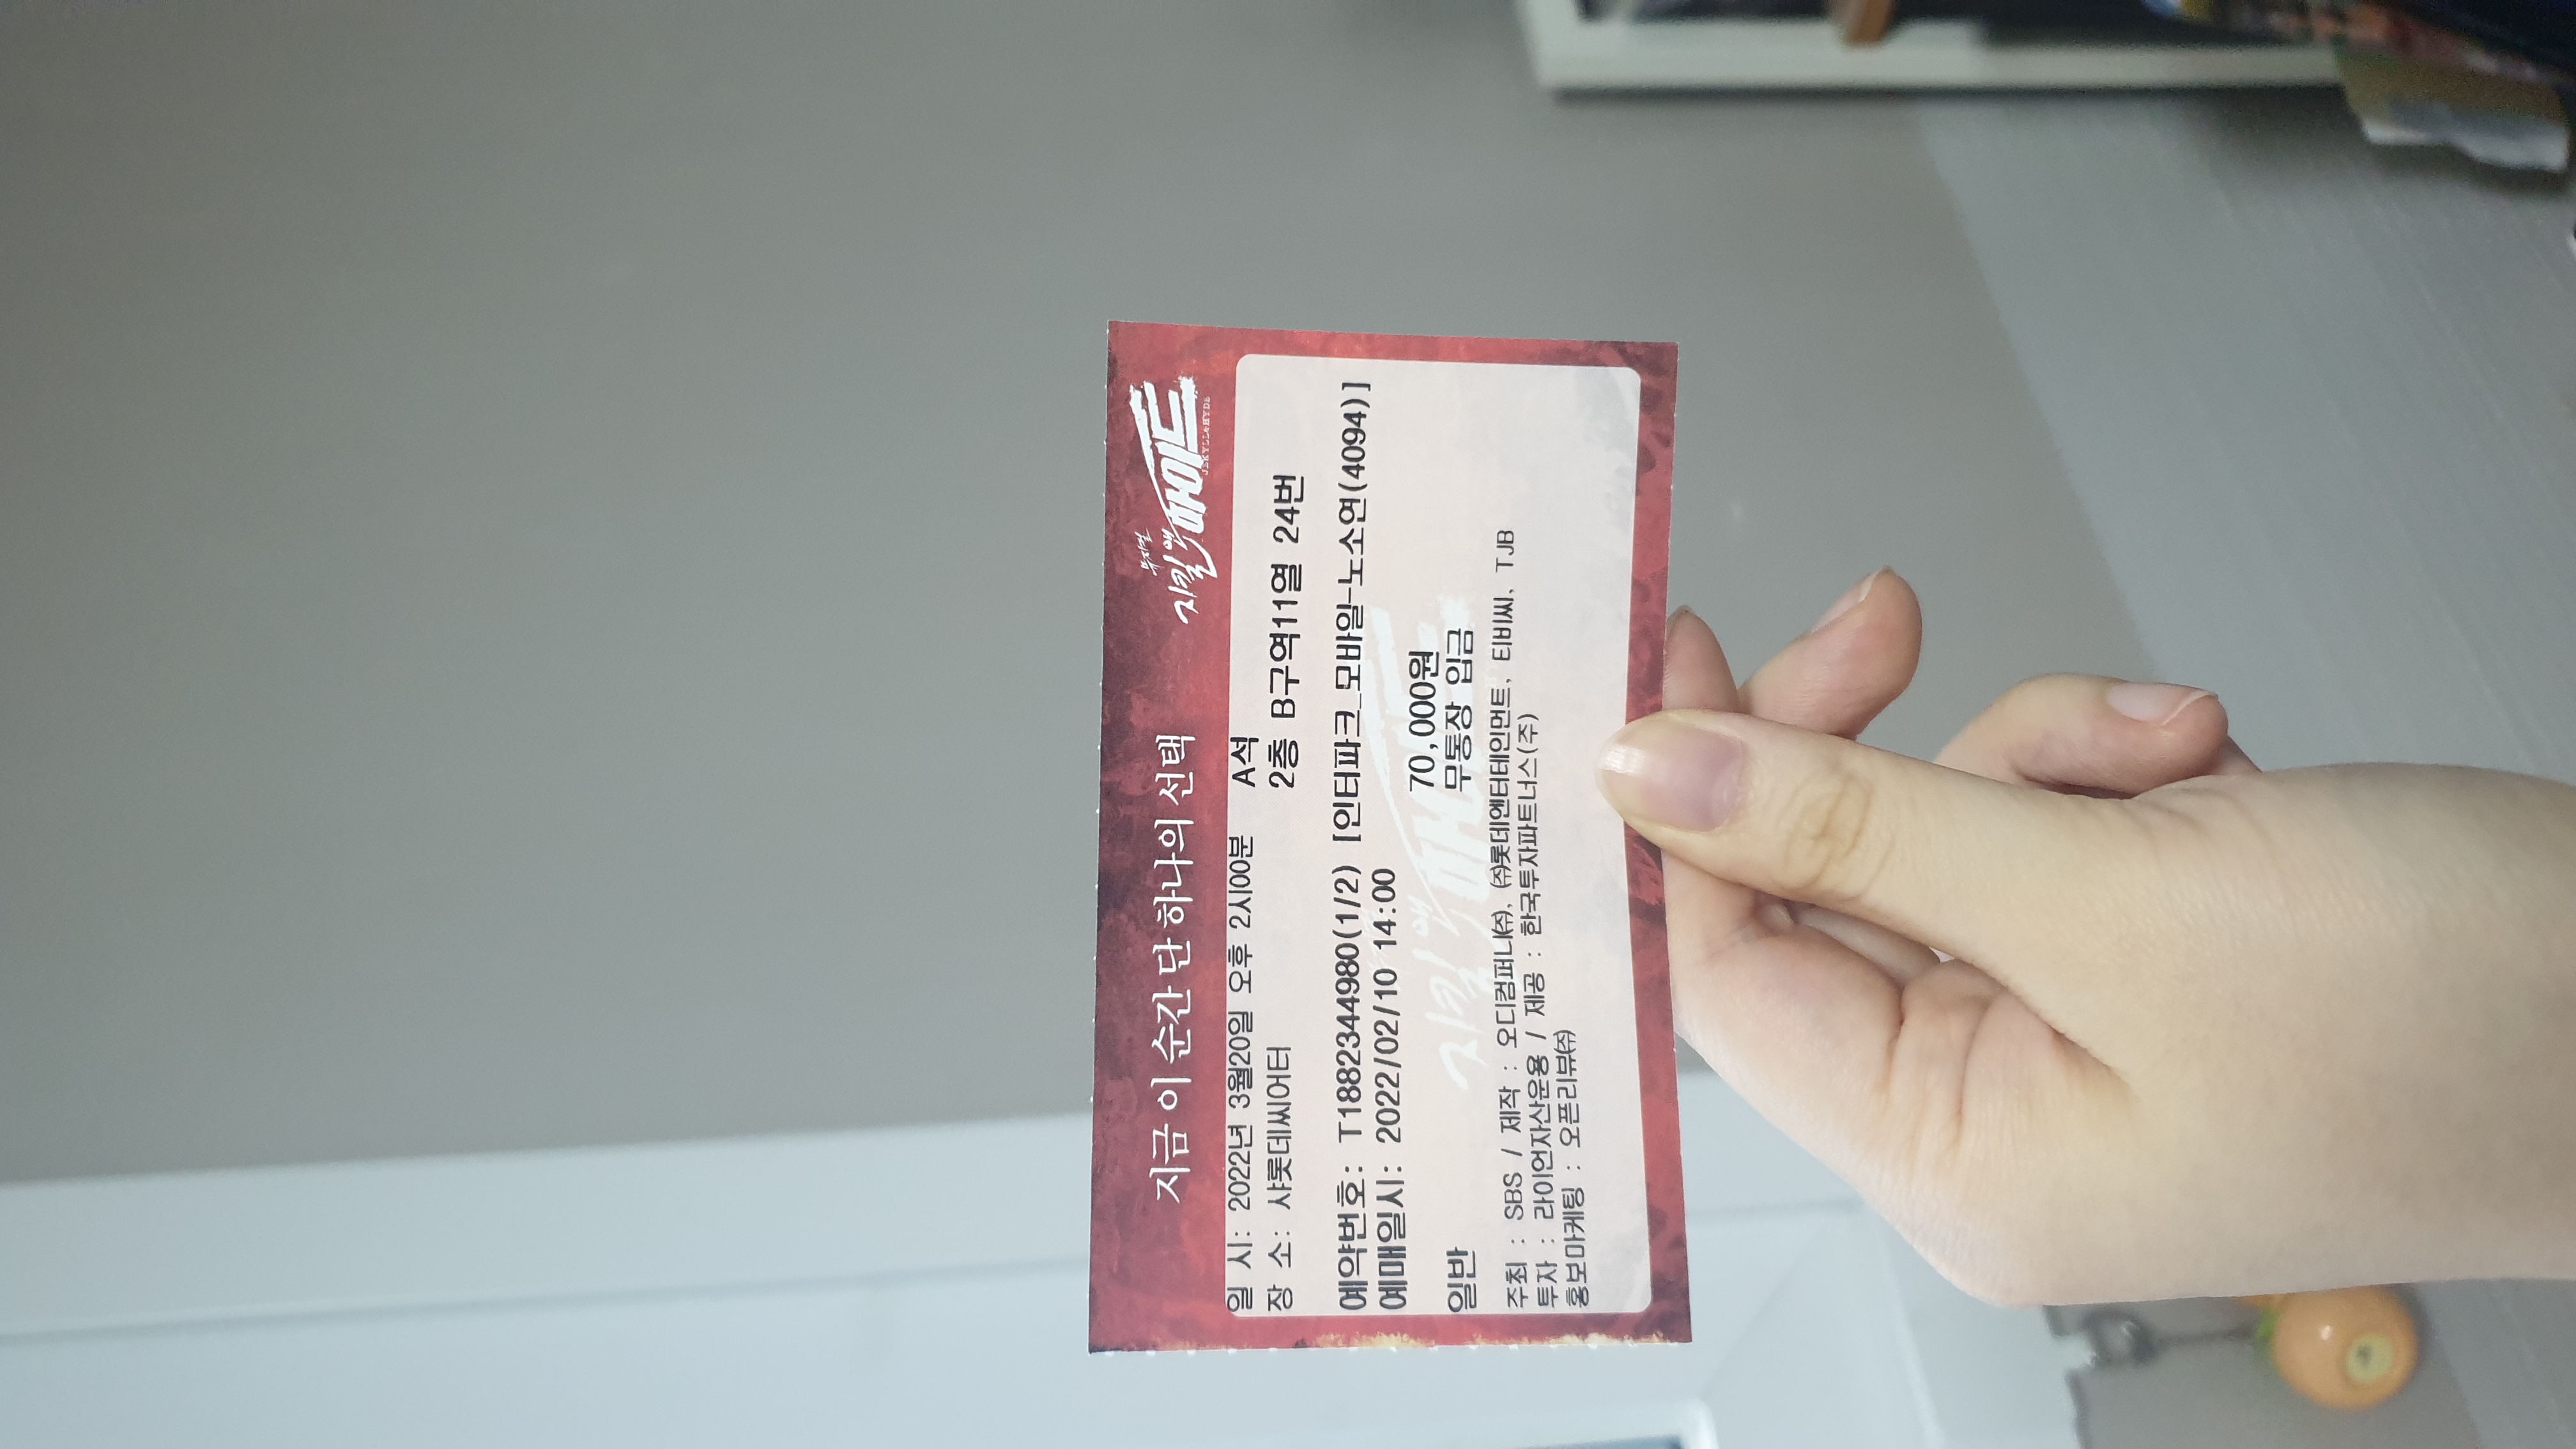 지금 이 순간 단 하나의 선택
뮤지컬
지킬앤하이드
JEKYLL&HYDE
일 시: 2022년 3월20일 오후 2시00분 A석
장 소: 샤롯데씨어터 2층 B구역11열 24번
예약번호: T1882344980(1/2) [인터파크_모바일-노소연(4094)]
예매일시: 2022/02/10 14:00
70,000원
일반 무통장 입금
지킬앤하이드
주최 : SBS / 제작 : 오디컴퍼니㈜, ㈜롯데엔터테인먼트, 티비씨, TJB
투자 : 라이언자산운용 / 제공 : 한국투자파트너스(주)
홍보마케팅 : 오픈리뷰㈜